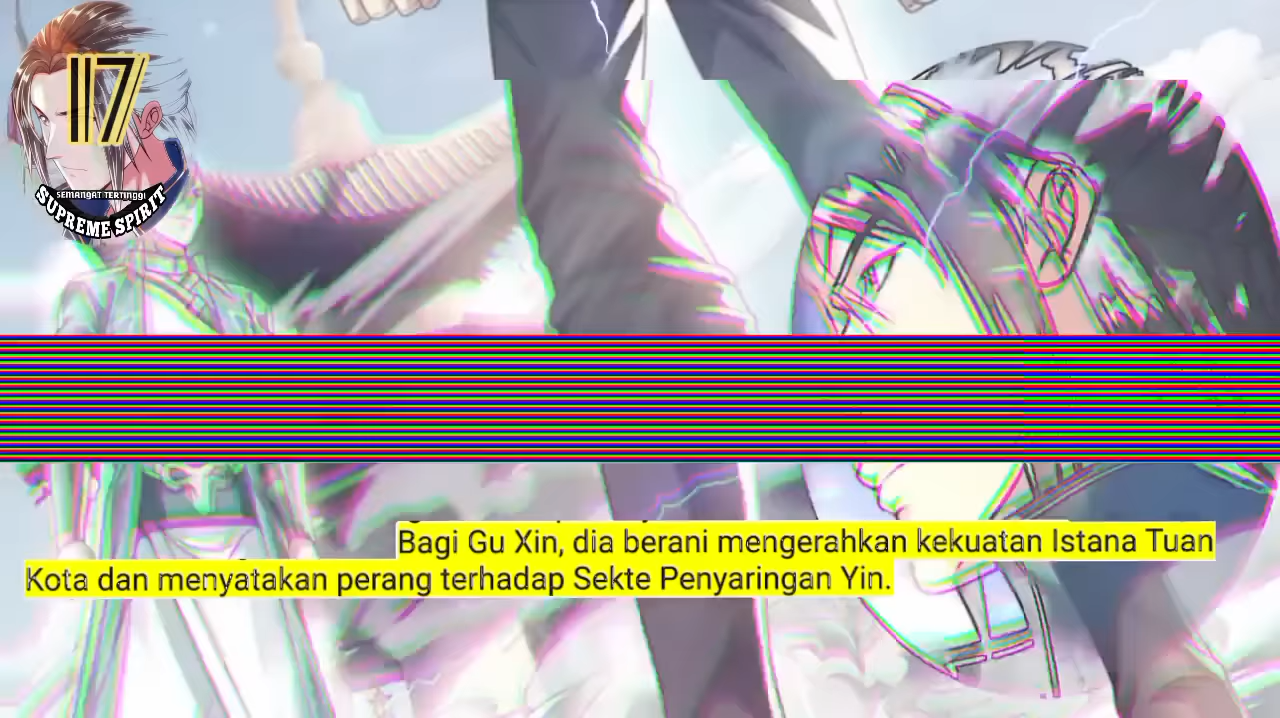 17
SEMANGAT TERTINGGI
SUPREME SPIRIT
Bagi Gu Xin, dia berani mengerahkan kekuatan Istana Tuan
Kota dan menyatakan perang terhadap Sekte Penyaringan Yin.